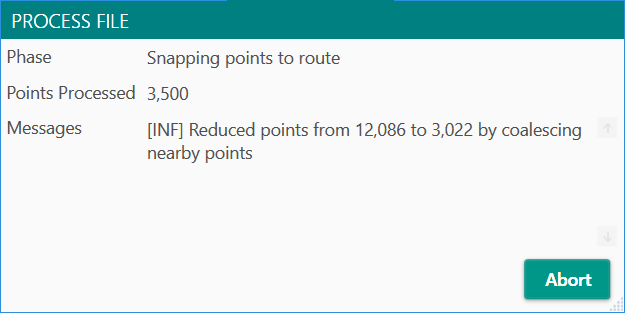 PROCESS FILE
Phase Snapping points to route
Points Processed 3,500
Messages [INF] Reduced points from 12,086 to 3,022 by coalescing
nearby points
Abort